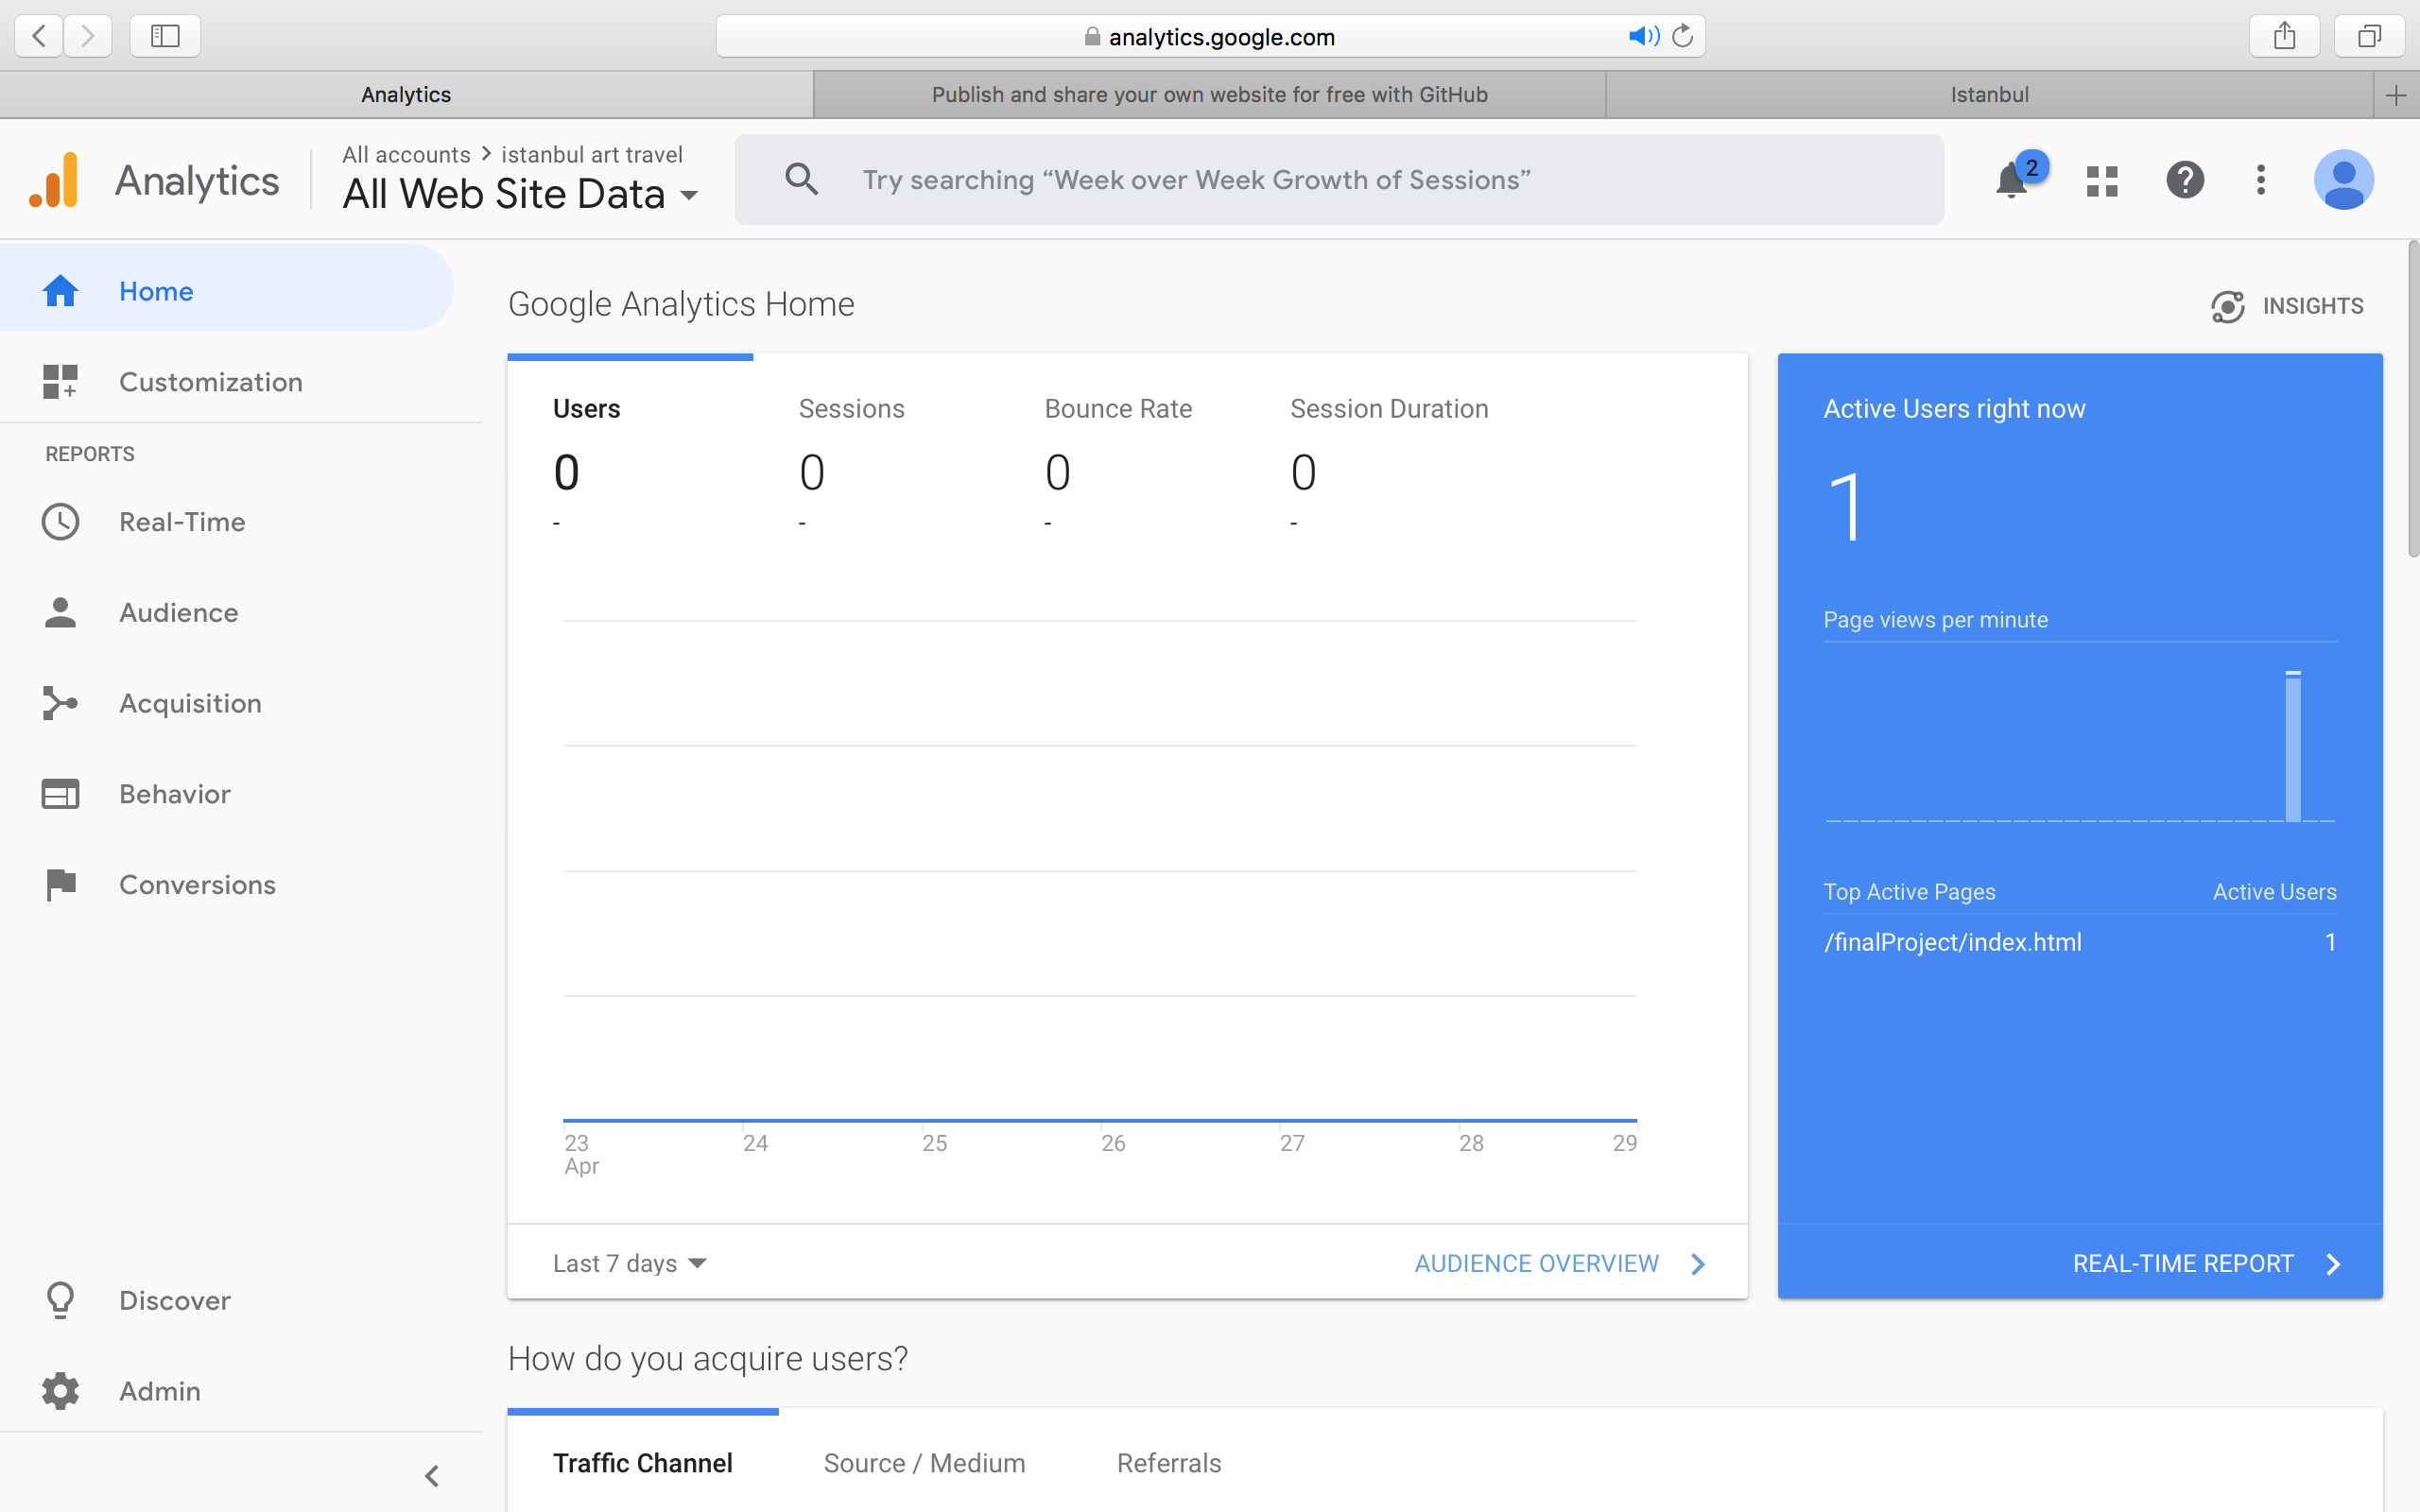 analytics.google.com
Analytics
Publish and share your own website for free with GitHub
Istanbul
Analytics
All accounts > istanbul art travel
All Web Site Data
Try searching “Week over Week Growth of Sessions”
2
Home
Customization
REPORTS
Real-Time
Audience
Acquisition
Behavior
Conversions
Discover
Admin
Google Analytics Home
INSIGHTS
Users
0
-
Sessions
0
-
Bounce Rate
0
-
Session Duration
0
-
23 24 25 26 27 28 29
Apr
Last 7 days
AUDIENCE OVERVIEW
Active Users right now
1
Page views per minute
Top Active Pages Active Users
/finalProject/index.html 1
REAL-TIME REPORT
How do you acquire users?
Traffic Channel
Source / Medium
Referrals